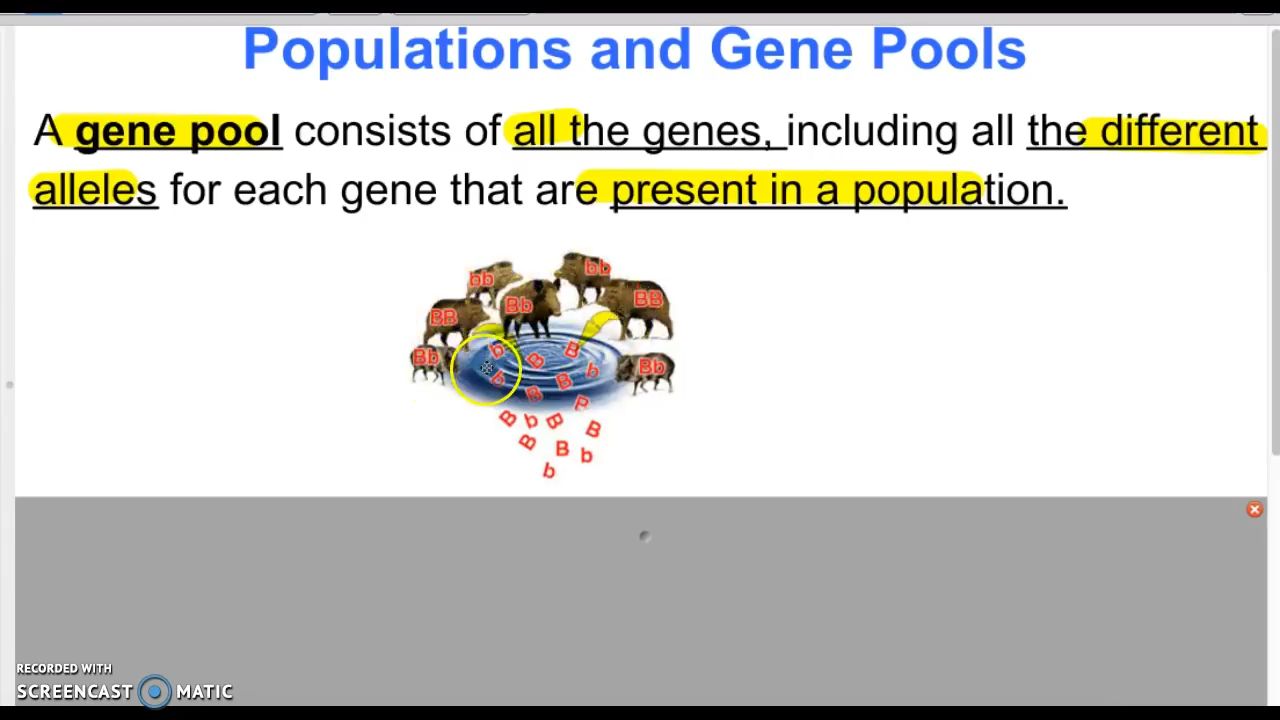 Populations and Gene Pools
A gene pool consists of all the genes, including all the different
alleles for each gene that are present in a population.
bb bb
Bb BB
BB
Bb Bb
b B B
b B B b
B
B b B B
B B b
b
RECORDED WITH
SCREENCAST MATIC